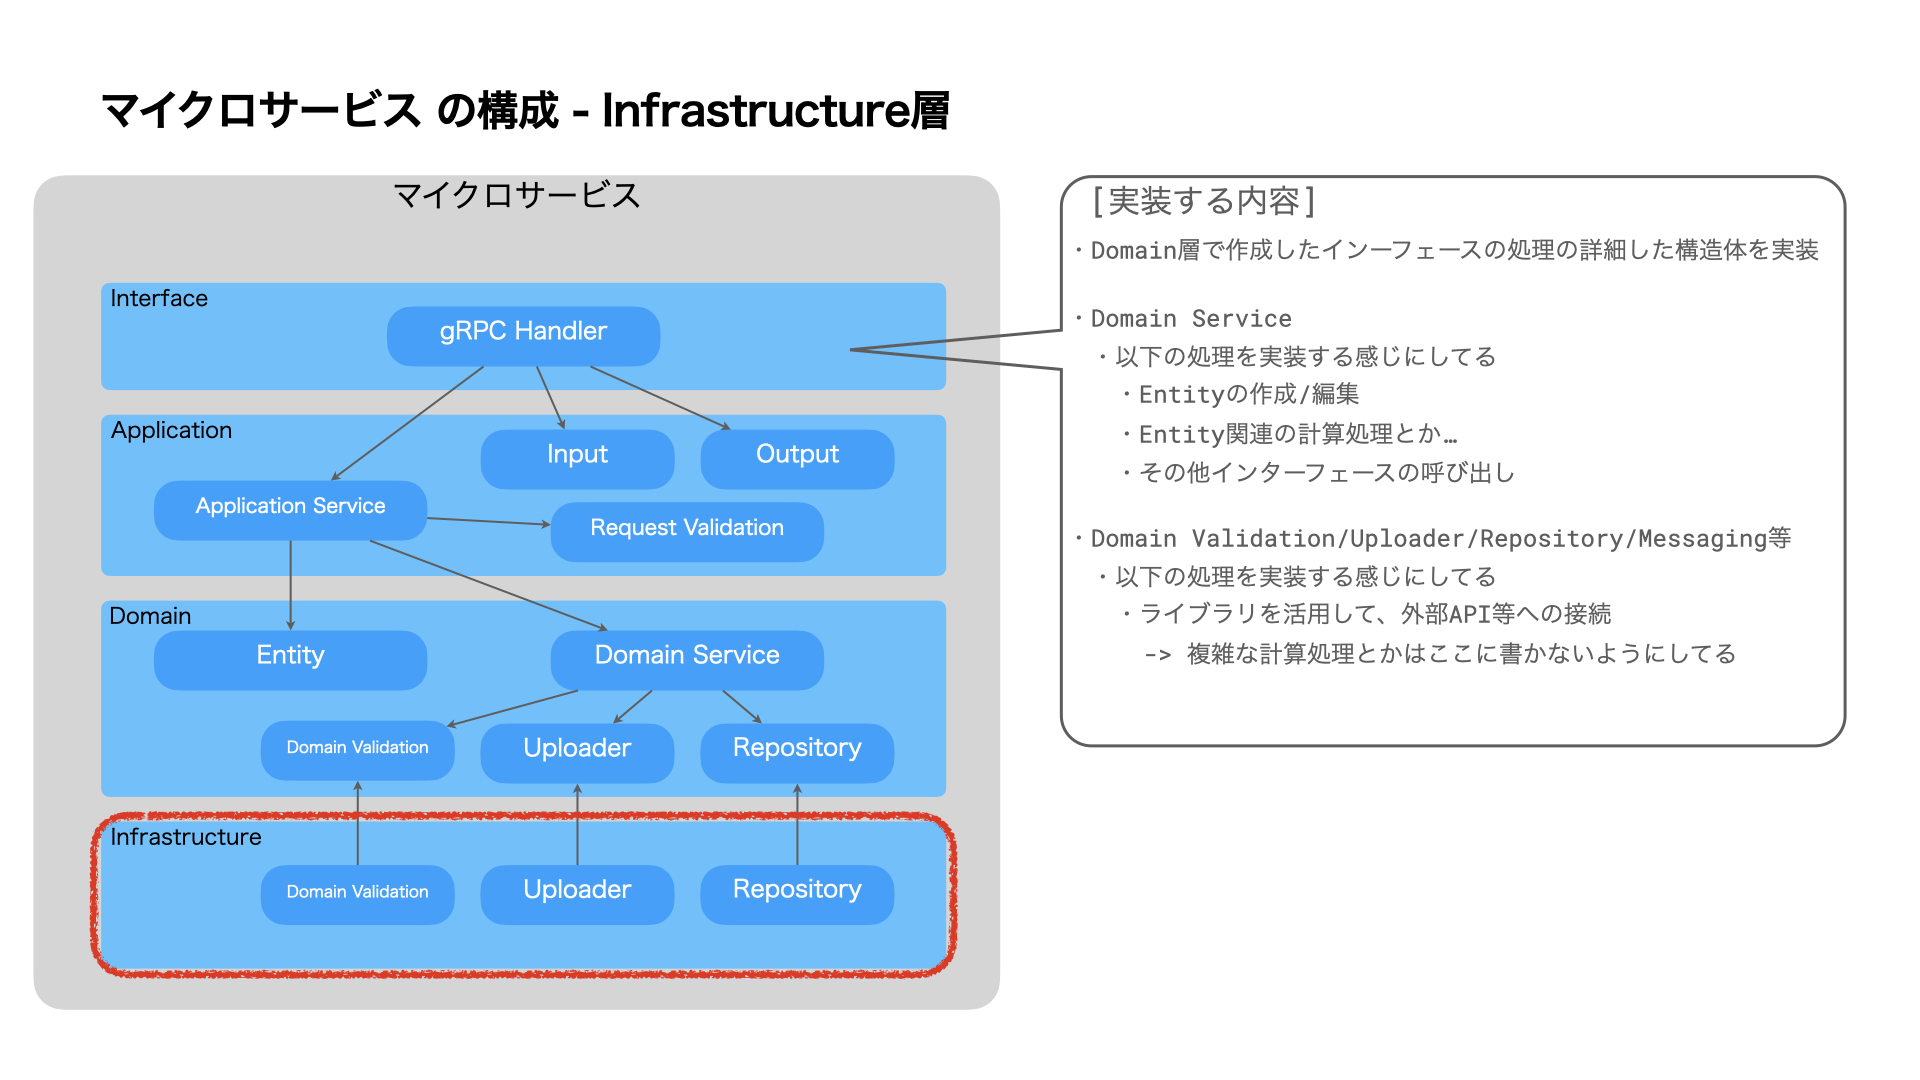 マイクロサービス の構成 - Infrastructure層
マイクロサービス
Interface
gRPC Handler
Application
Input
Output
Application Service
Request Validation
Domain
Entity
Domain Service
Domain Validation
Uploader
Repository
Infrastructure
Domain Validation
Uploader
Repository
[実装する内容]
・Domain層で作成したインーフェースの処理の詳細した構造体を実装
・Domain Service
・以下の処理を実装する感じにしてる
・Entityの作成/編集
・Entity関連の計算処理とか…
・その他インターフェースの呼び出し
・Domain Validation/Uploader/Repository/Messaging等
・以下の処理を実装する感じにしてる
・ライブラリを活用して、外部API等への接続
-> 複雑な計算処理とかはここに書かないようにしてる